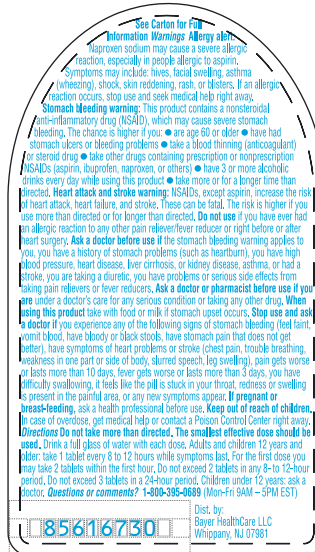 See Carton for Full
Information Warnings Allergy alert:
Naproxen sodium may cause a severe allergic
reaction, especially in people allergic to aspirin.
Symptoms may include: hives, facial swelling, asthma
(wheezing), shock, skin reddening, rash, or blisters. If an allergic
reaction occurs, stop use and seek medical help right away.
Stomach bleeding warning: This product contains a nonsteroidal
anti-inflammatory drug (NSAID), which may cause severe stomach
bleeding. The chance is higher if you: ● are age 60 or older ● have had
stomach ulcers or bleeding problems ● take a blood thinning (anticoagulant)
or steroid drug ● take other drugs containing prescription or nonprescription
NSAIDs (aspirin, ibuprofen, naproxen, or others) ● have 3 or more alcoholic
drinks every day while using this product ● take more or for a longer time than
directed. Heart attack and stroke warning: NSAIDs, except aspirin, increase the risk
of heart attack, heart failure, and stroke. These can be fatal. The risk is higher if you
use more than directed or for longer than directed. Do not use if you have ever had
an allergic reaction to any other pain reliever/fever reducer or right before or after
heart surgery. Ask a doctor before use if the stomach bleeding warning applies to
you, you have a history of stomach problems (such as heartburn), you have high
blood pressure, heart disease, liver cirrhosis, or kidney disease, asthma, or had a
stroke, you are taking a diuretic, you have problems or serious side effects from
taking pain relievers or fever reducers. Ask a doctor or pharmacist before use if you
are under a doctor's care for any serious condition or taking any other drug. When
using this product take with food or milk if stomach upset occurs. Stop use and ask
a doctor if you experience any of the following signs of stomach bleeding (feel faint,
vomit blood, have bloody or black stools, have stomach pain that does not get
better), have symptoms of heart problems or stroke (chest pain, trouble breathing,
weakness in one part or side of body, slurred speech, leg swelling), pain gets worse
or lasts more than 10 days, fever gets worse or lasts more than 3 days, you have
difficulty swallowing, it feels like the pill is stuck in your throat, redness or swelling
is present in the painful area, or any new symptoms appear. If pregnant or
breast-feeding, ask a health professional before use. Keep out of reach of children.
In case of overdose, get medical help or contact a Poison Control Center right away.
Directions Do not take more than directed. The smallest effective dose should be
used. Drink a full glass of water with each dose. Adults and children 12 years and
older: take 1 tablet every 8 to 12 hours while symptoms last. For the first dose you
may take 2 tablets within the first hour. Do not exceed 2 tablets in any 8- to 12-hour
period. Do not exceed 3 tablets in a 24-hour period. Children under 12 years: ask a
doctor. Questions or comments? 1-800-395-0689 (Mon-Fri 9AM – 5PM EST)
85616730
Dist. by:
Bayer HealthCare LLC
Whippany, NJ 07981